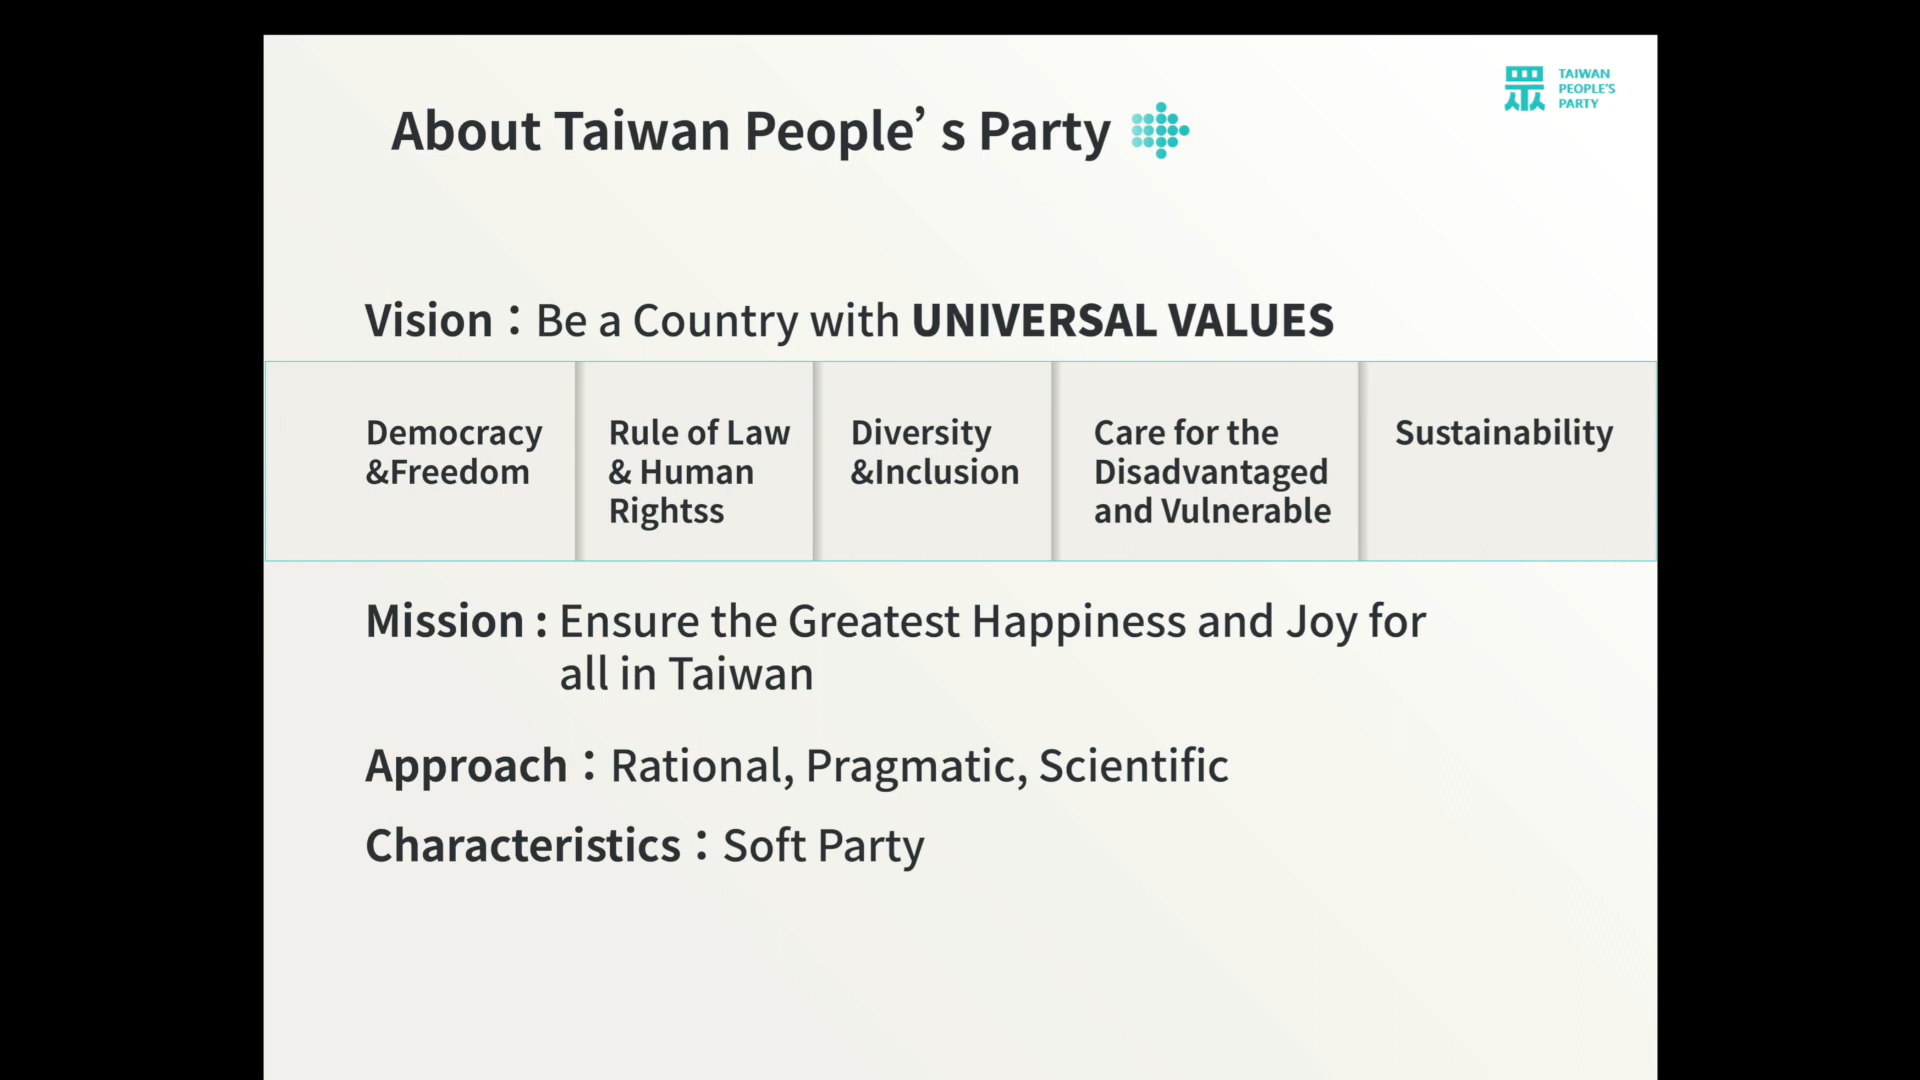 眾 TAIWAN
PEOPLE'S
PARTY
About Taiwan People’s Party
Vision：Be a Country with UNIVERSAL VALUES
Democracy
&Freedom
Rule of Law
& Human
Rightss
Diversity
&Inclusion
Care for the
Disadvantaged
and Vulnerable
Sustainability
Mission : Ensure the Greatest Happiness and Joy for
all in Taiwan
Approach：Rational, Pragmatic, Scientific
Characteristics：Soft Party